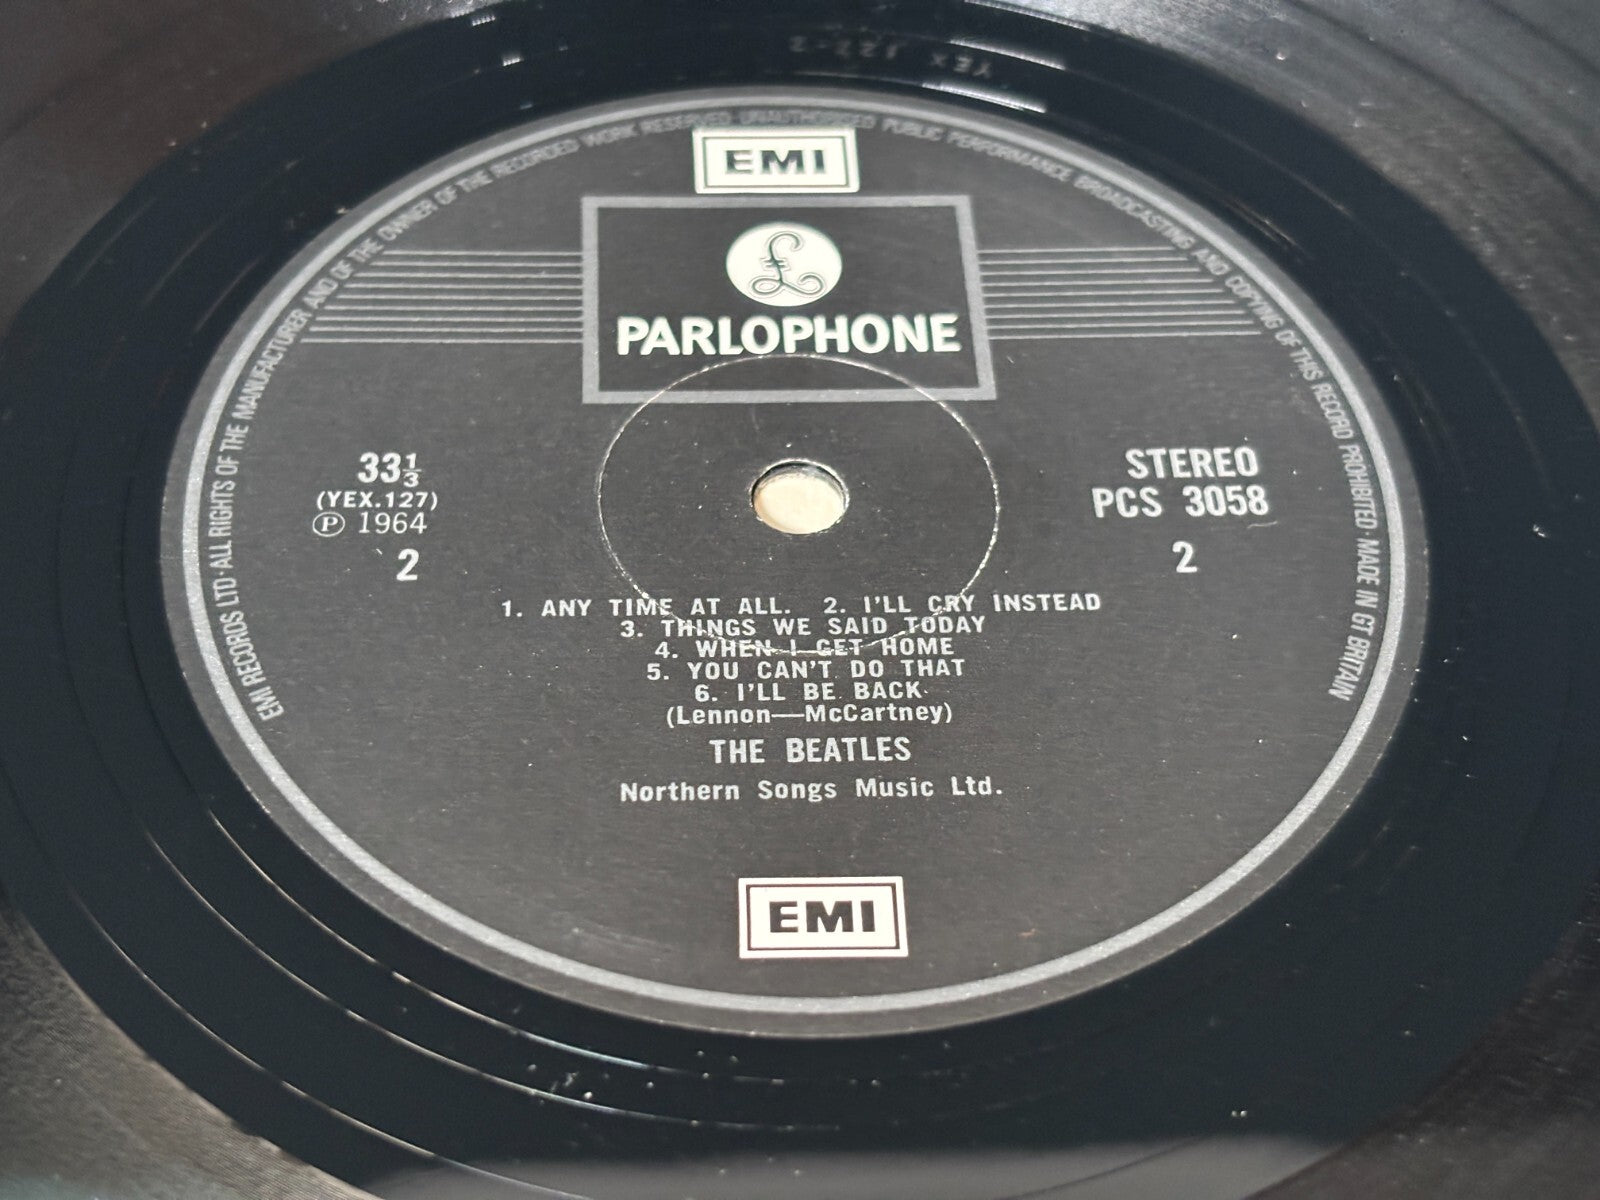 EMI RECORDS LTD · ALL RIGHTS OF THE MANUFACTURER AND OF THE OWNER OF THE RECORDED WORK RESERVED UNAUTHORISED PUBLIC PERFORMANCE BROADCASTING AND COPYING OF THIS RECORD PROHIBITED · MADE IN GT BRITAIN
EMI
£
PARLOPHONE
33⅓
(YEX.127)
Ⓟ 1964
2
STEREO
PCS 3058
2
1. ANY TIME AT ALL. 2. I'LL CRY INSTEAD
3. THINGS WE SAID TODAY
4. WHEN I GET HOME
5. YOU CAN'T DO THAT
6. I'LL BE BACK
(Lennon—McCartney)
THE BEATLES
Northern Songs Music Ltd.
EMI